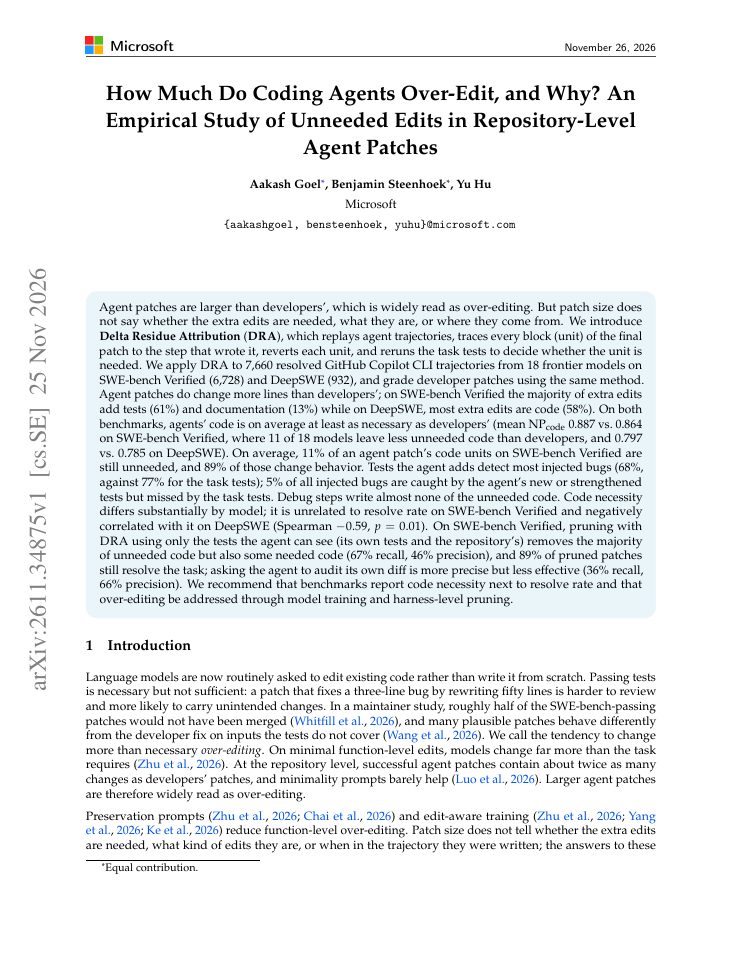 Microsoft
November 26, 2026
How Much Do Coding Agents Over-Edit, and Why? An
Empirical Study of Unneeded Edits in Repository-Level
Agent Patches
Aakash Goel*, Benjamin Steenhoek*, Yu Hu
Microsoft
{aakashgoel, bensteenhoek, yuhu}@microsoft.com
arXiv:2611.34875v1 [cs.SE] 25 Nov 2026
Agent patches are larger than developers', which is widely read as over-editing. But patch size does
not say whether the extra edits are needed, what they are, or where they come from. We introduce
Delta Residue Attribution (DRA), which replays agent trajectories, traces every block (unit) of the final
patch to the step that wrote it, reverts each unit, and reruns the task tests to decide whether the unit is
needed. We apply DRA to 7,660 resolved GitHub Copilot CLI trajectories from 18 frontier models on
SWE-bench Verified (6,728) and DeepSWE (932), and grade developer patches using the same method.
Agent patches do change more lines than developers'; on SWE-bench Verified the majority of extra edits
add tests (61%) and documentation (13%) while on DeepSWE, most extra edits are code (58%). On both
benchmarks, agents' code is on average at least as necessary as developers' (mean NPcode 0.887 vs. 0.864
on SWE-bench Verified, where 11 of 18 models leave less unneeded code than developers, and 0.797
vs. 0.785 on DeepSWE). On average, 11% of an agent patch's code units on SWE-bench Verified are
still unneeded, and 89% of those change behavior. Tests the agent adds detect most injected bugs (68%,
against 77% for the task tests); 5% of all injected bugs are caught by the agent's new or strengthened
tests but missed by the task tests. Debug steps write almost none of the unneeded code. Code necessity
differs substantially by model; it is unrelated to resolve rate on SWE-bench Verified and negatively
correlated with it on DeepSWE (Spearman −0.59, p = 0.01). On SWE-bench Verified, pruning with
DRA using only the tests the agent can see (its own tests and the repository's) removes the majority
of unneeded code but also some needed code (67% recall, 46% precision), and 89% of pruned patches
still resolve the task; asking the agent to audit its own diff is more precise but less effective (36% recall,
66% precision). We recommend that benchmarks report code necessity next to resolve rate and that
over-editing be addressed through model training and harness-level pruning.
1 Introduction
Language models are now routinely asked to edit existing code rather than write it from scratch. Passing tests
is necessary but not sufficient: a patch that fixes a three-line bug by rewriting fifty lines is harder to review
and more likely to carry unintended changes. In a maintainer study, roughly half of the SWE-bench-passing
patches would not have been merged (Whitfill et al., 2026), and many plausible patches behave differently
from the developer fix on inputs the tests do not cover (Wang et al., 2026). We call the tendency to change
more than necessary over-editing. On minimal function-level edits, models change far more than the task
requires (Zhu et al., 2026). At the repository level, successful agent patches contain about twice as many
changes as developers' patches, and minimality prompts barely help (Luo et al., 2026). Larger agent patches
are therefore widely read as over-editing.
Preservation prompts (Zhu et al., 2026; Chai et al., 2026) and edit-aware training (Zhu et al., 2026; Yang
et al., 2026; Ke et al., 2026) reduce function-level over-editing. Patch size does not tell whether the extra edits
are needed, what kind of edits they are, or when in the trajectory they were written; the answers to these
*Equal contribution.